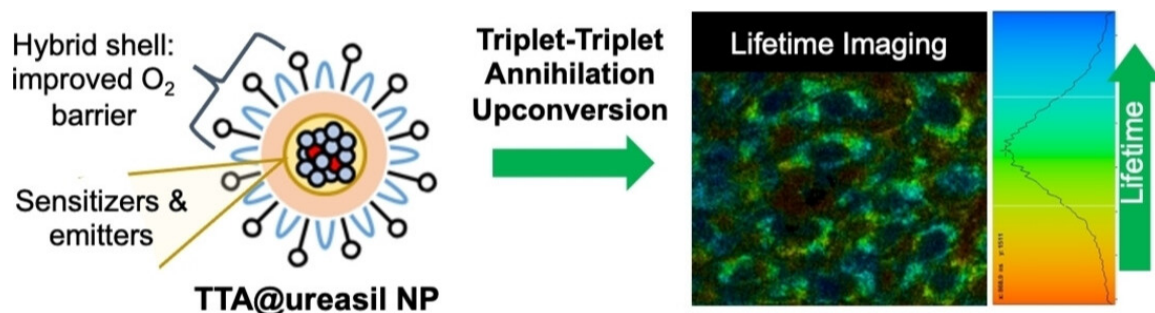 Hybrid shell:
improved O₂
barrier
Sensitizers &
emitters
TTA@ureasil NP
Triplet-Triplet
Annihilation
Upconversion
Lifetime Imaging
Lifetime